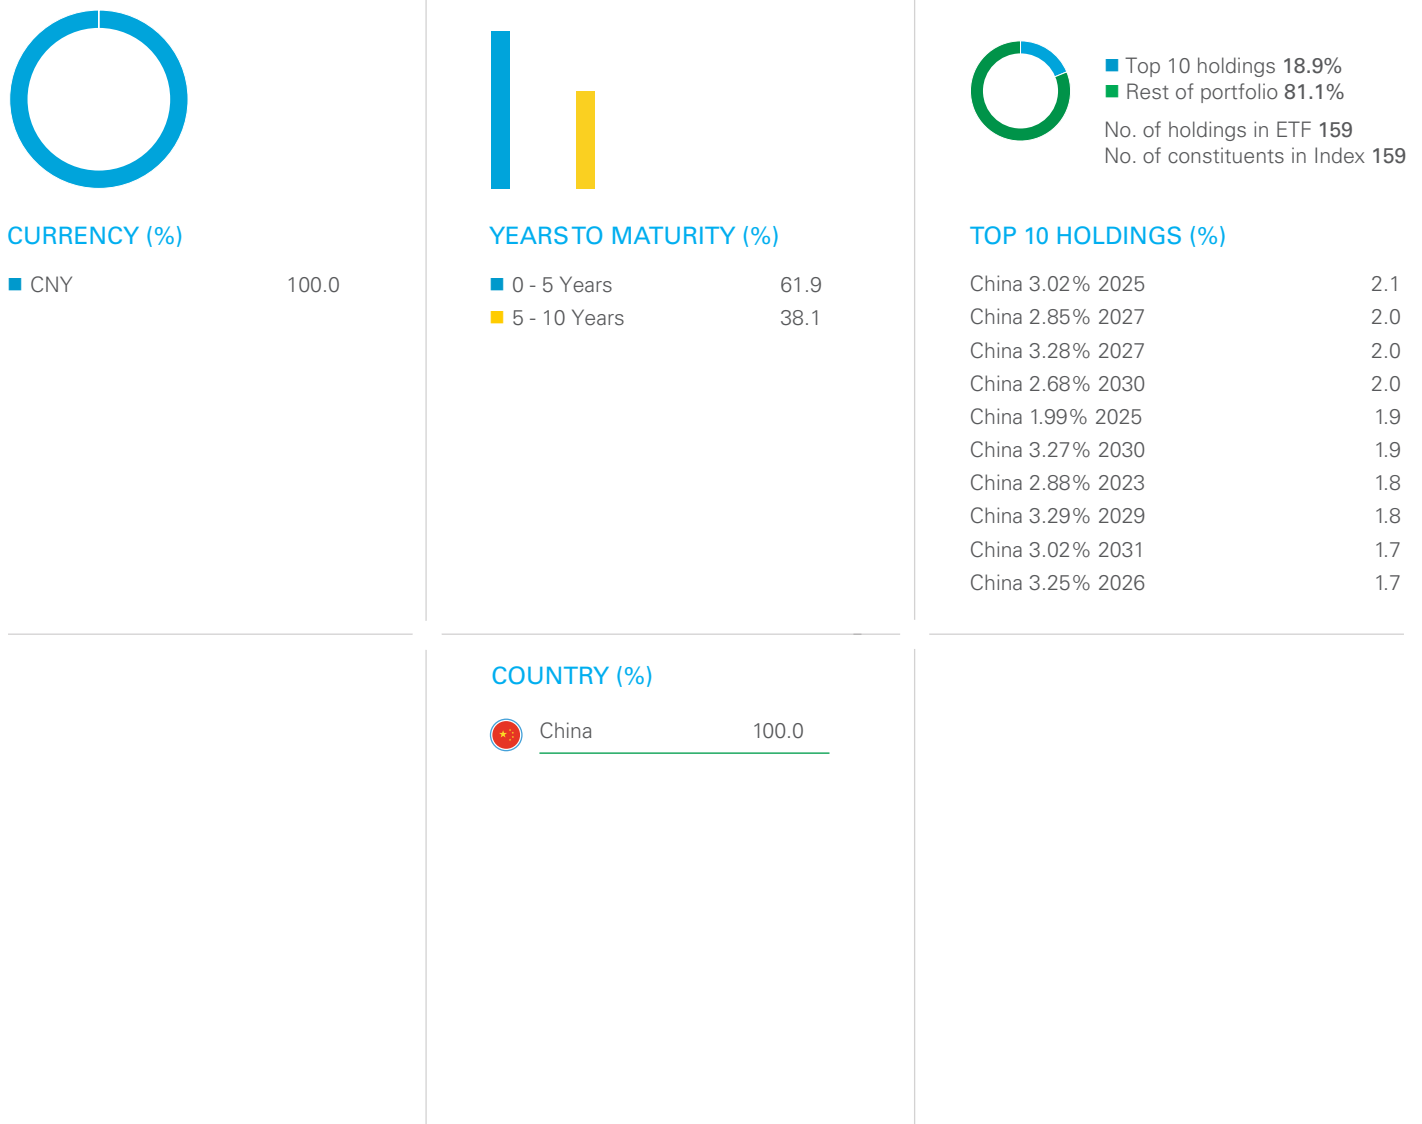 CURRENCY (%)
CNY 100.0
YEARS TO MATURITY (%)
0 - 5 Years 61.9
5 - 10 Years 38.1
Top 10 holdings 18.9%
Rest of portfolio 81.1%
No. of holdings in ETF 159
No. of constituents in Index 159
TOP 10 HOLDINGS (%)
China 3.02% 2025 2.1
China 2.85% 2027 2.0
China 3.28% 2027 2.0
China 2.68% 2030 2.0
China 1.99% 2025 1.9
China 3.27% 2030 1.9
China 2.88% 2023 1.8
China 3.29% 2029 1.8
China 3.02% 2031 1.7
China 3.25% 2026 1.7
COUNTRY (%)
China 100.0